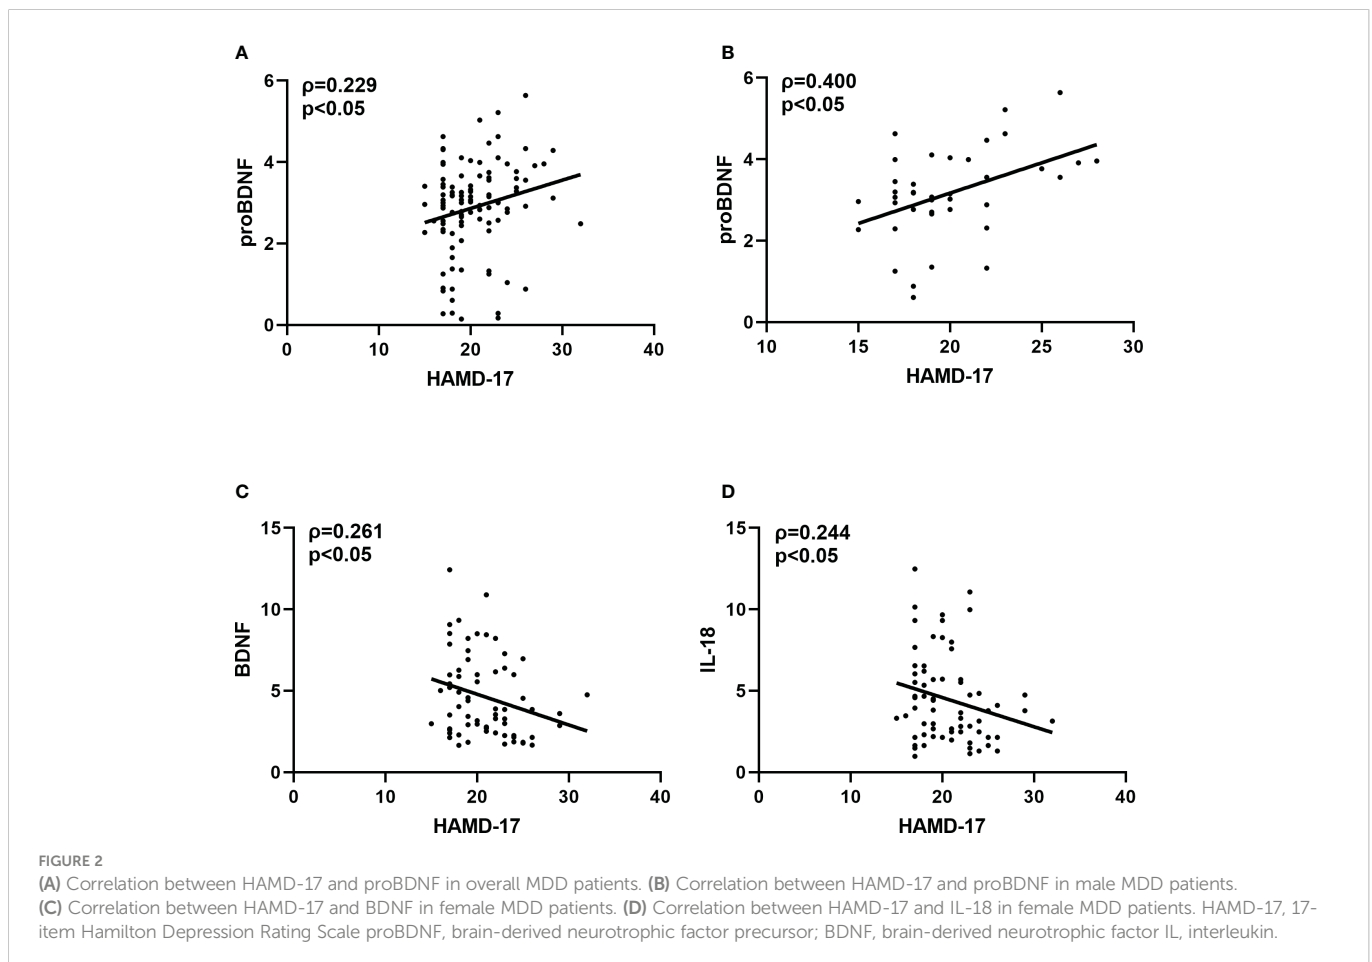 A
ρ=0.229
p<0.05
proBDNF
6
4
2
0
0 10 20 30 40
HAMD-17
B
ρ=0.400
p<0.05
proBDNF
6
4
2
0
10 15 20 25 30
HAMD-17
C
ρ=0.261
p<0.05
BDNF
15
10
5
0
0 10 20 30 40
HAMD-17
D
ρ=0.244
p<0.05
IL-18
15
10
5
0
0 10 20 30 40
HAMD-17
FIGURE 2
(A) Correlation between HAMD-17 and proBDNF in overall MDD patients. (B) Correlation between HAMD-17 and proBDNF in male MDD patients.
(C) Correlation between HAMD-17 and BDNF in female MDD patients. (D) Correlation between HAMD-17 and IL-18 in female MDD patients. HAMD-17, 17-
item Hamilton Depression Rating Scale proBDNF, brain-derived neurotrophic factor precursor; BDNF, brain-derived neurotrophic factor IL, interleukin.